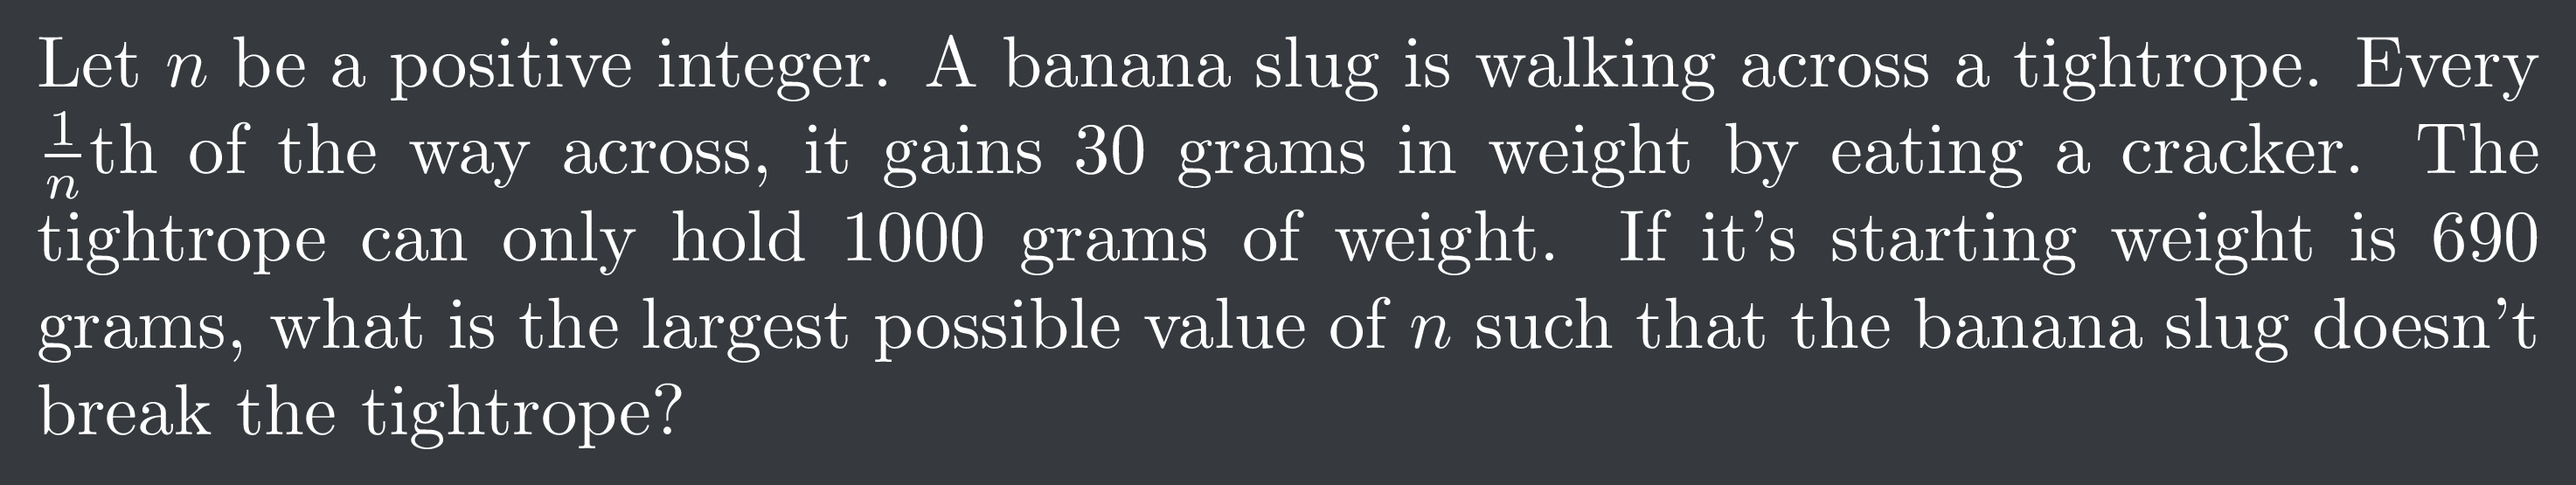 Let n be a positive integer. A banana slug is walking across a tightrope. Every
$\frac{1}{n}$th of the way across, it gains 30 grams in weight by eating a cracker. The
tightrope can only hold 1000 grams of weight. If it's starting weight is 690
grams, what is the largest possible value of n such that the banana slug doesn't
break the tightrope?